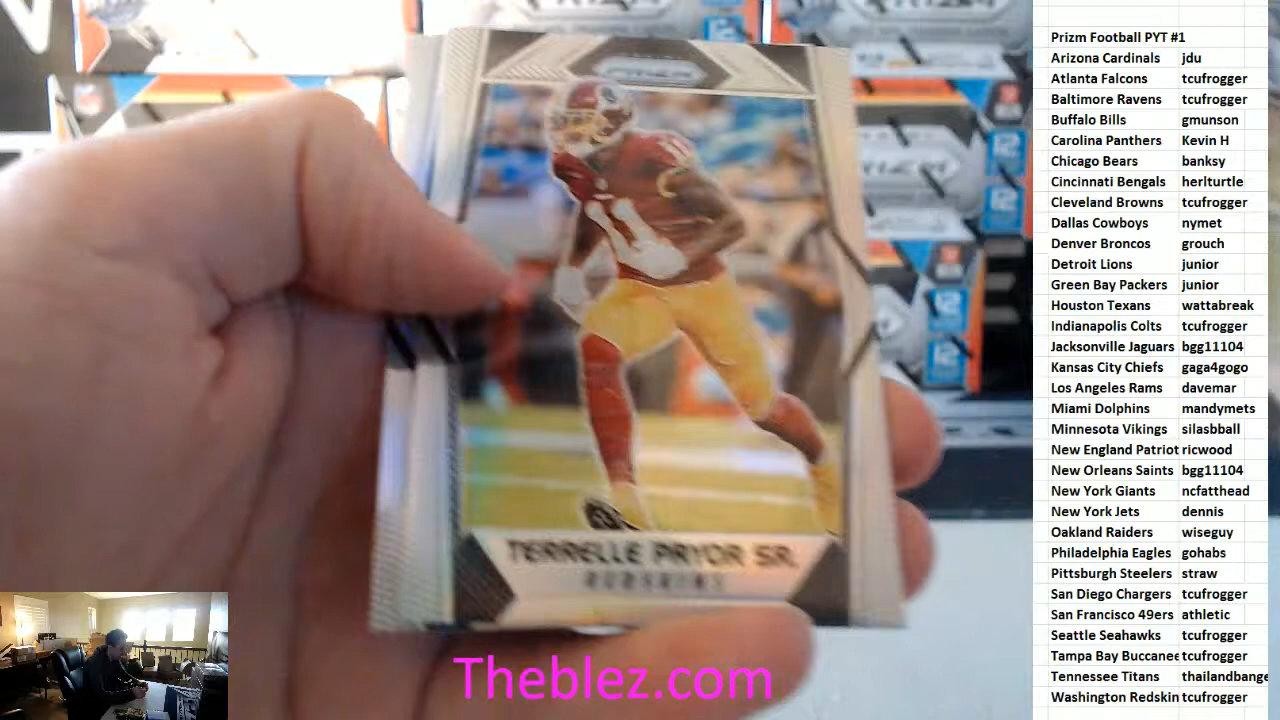 PRIZM
TERRELLE PRYOR SR.
REDSKINS
11
12
12
12
12
Theblez.com
Prizm Football PYT #1
Arizona Cardinals jdu
Atlanta Falcons tcufrogger
Baltimore Ravens tcufrogger
Buffalo Bills gmunson
Carolina Panthers Kevin H
Chicago Bears banksy
Cincinnati Bengals herlturtle
Cleveland Browns tcufrogger
Dallas Cowboys nymet
Denver Broncos grouch
Detroit Lions junior
Green Bay Packers junior
Houston Texans wattabreak
Indianapolis Colts tcufrogger
Jacksonville Jaguars bgg11104
Kansas City Chiefs gaga4gogo
Los Angeles Rams davemar
Miami Dolphins mandymets
Minnesota Vikings silasbball
New England Patriot ricwood
New Orleans Saints bgg11104
New York Giants ncfatthead
New York Jets dennis
Oakland Raiders wiseguy
Philadelphia Eagles gohabs
Pittsburgh Steelers straw
San Diego Chargers tcufrogger
San Francisco 49ers athletic
Seattle Seahawks tcufrogger
Tampa Bay Buccanee tcufrogger
Tennessee Titans thailandbange
Washington Redskin tcufrogger